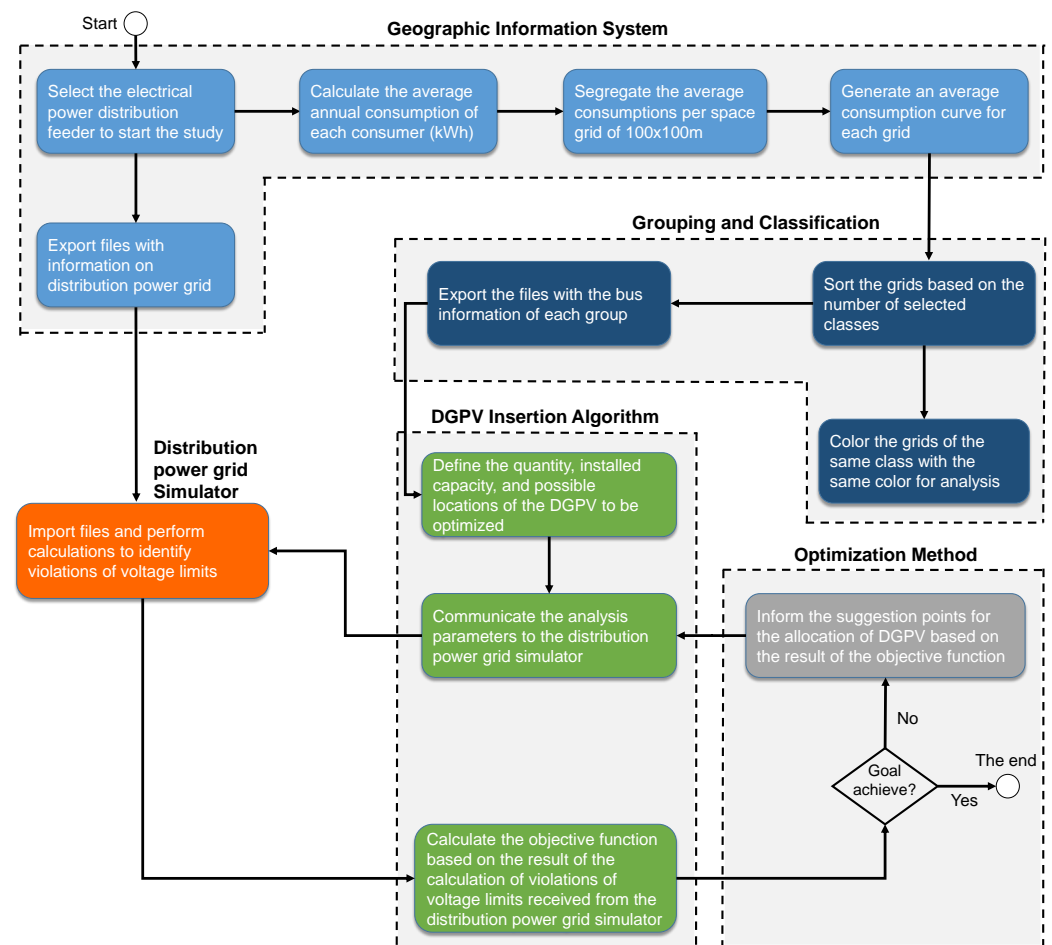 Start
Geographic Information System
Select the electrical
power distribution
feeder to start the study
Calculate the average
annual consumption of
each consumer (kWh)
Segregate the average
consumptions per space
grid of 100x100m
Generate an average
consumption curve for
each grid
Export files with
information on
distribution power grid
Grouping and Classification
Export the files with the bus
information of each group
Sort the grids based on the
number of selected
classes
Color the grids of the
same class with the
same color for analysis
DGPV Insertion Algorithm
Define the quantity, installed
capacity, and possible
locations of the DGPV to be
optimized
Distribution
power grid
Simulator
Import files and perform
calculations to identify
violations of voltage limits
Communicate the analysis
parameters to the distribution
power grid simulator
Optimization Method
Inform the suggestion points for
the allocation of DGPV based on
the result of the objective function
No
Goal
achieve?
Yes
The end
Calculate the objective function
based on the result of the
calculation of violations of
voltage limits received from the
distribution power grid simulator